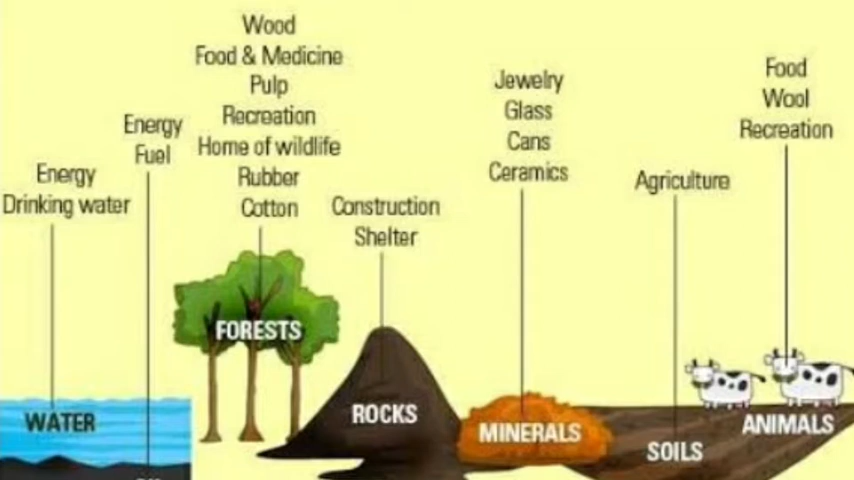 Energy
Drinking water
WATER
Energy
Fuel
Wood
Food & Medicine
Pulp
Recreation
Home of wildlife
Rubber
Cotton
FORESTS
Construction
Shelter
ROCKS
Jewelry
Glass
Cans
Ceramics
MINERALS
Agriculture
SOILS
Food
Wool
Recreation
ANIMALS